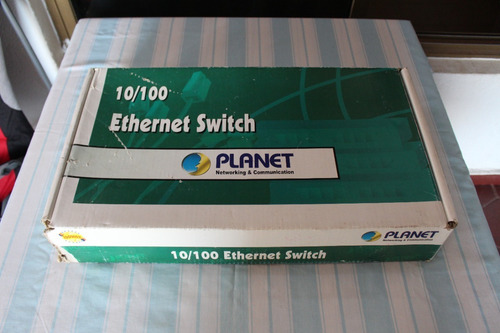 10/100
Ethernet Switch
PLANET
Networking & Communication
PLANET
Networking & Communication
10/100 Ethernet Switch